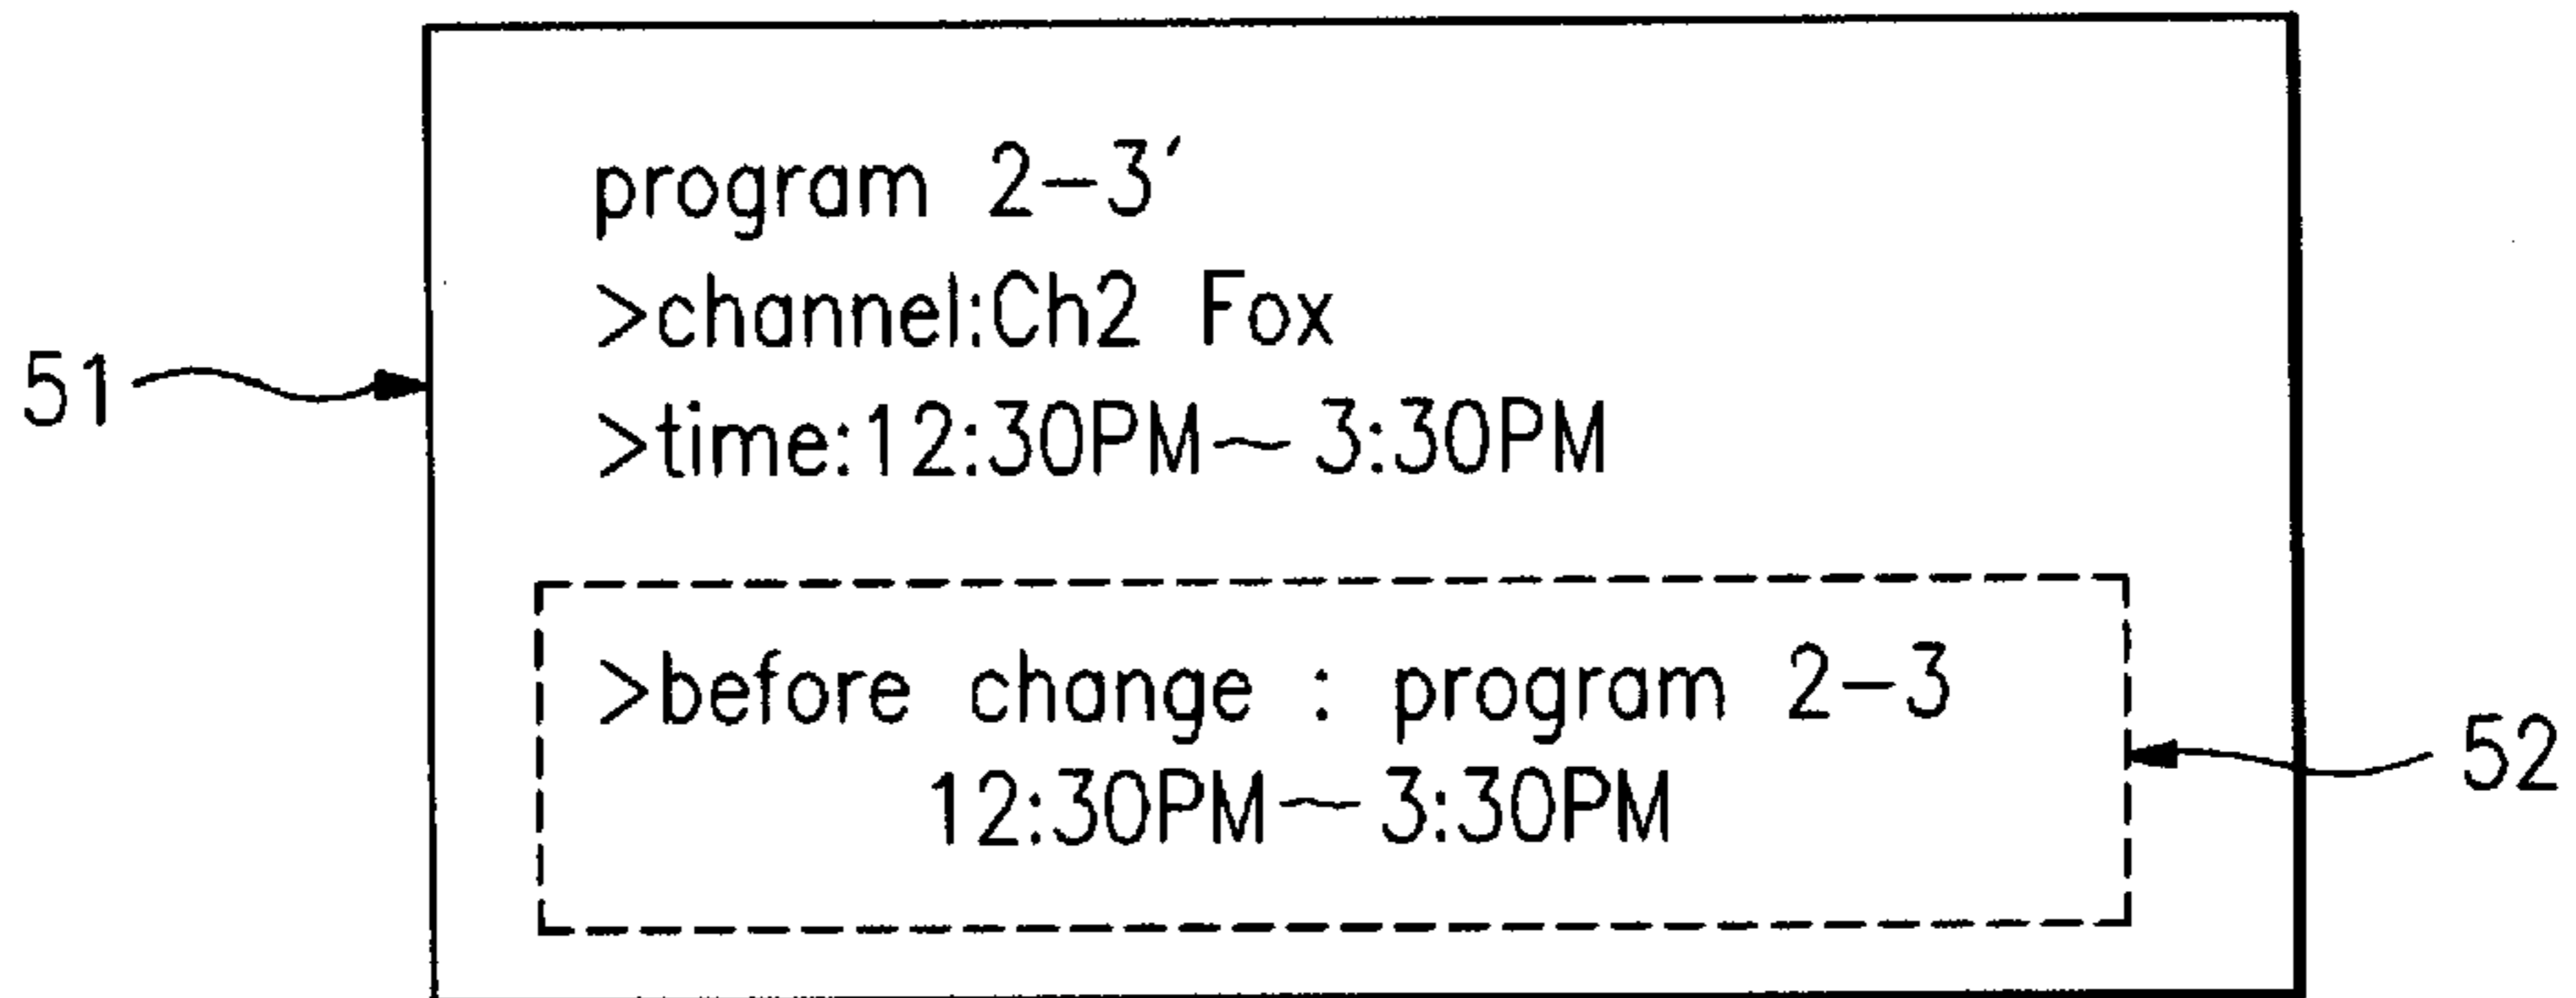 program 2-3′
>channel:Ch2 Fox
51
>time:12:30PM~3:30PM
>before change : program 2-3
52
12:30PM~3:30PM